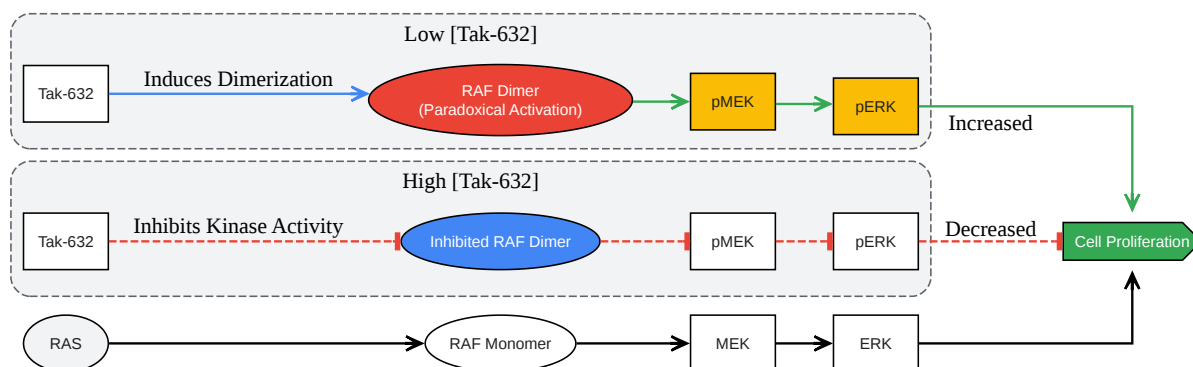 Low [Tak-632]
Tak-632
Induces Dimerization
RAF Dimer
(Paradoxical Activation)
pMEK
pERK
Increased
High [Tak-632]
Tak-632
Inhibits Kinase Activity
Inhibited RAF Dimer
pMEK
pERK
Decreased
Cell Proliferation
RAS
RAF Monomer
MEK
ERK